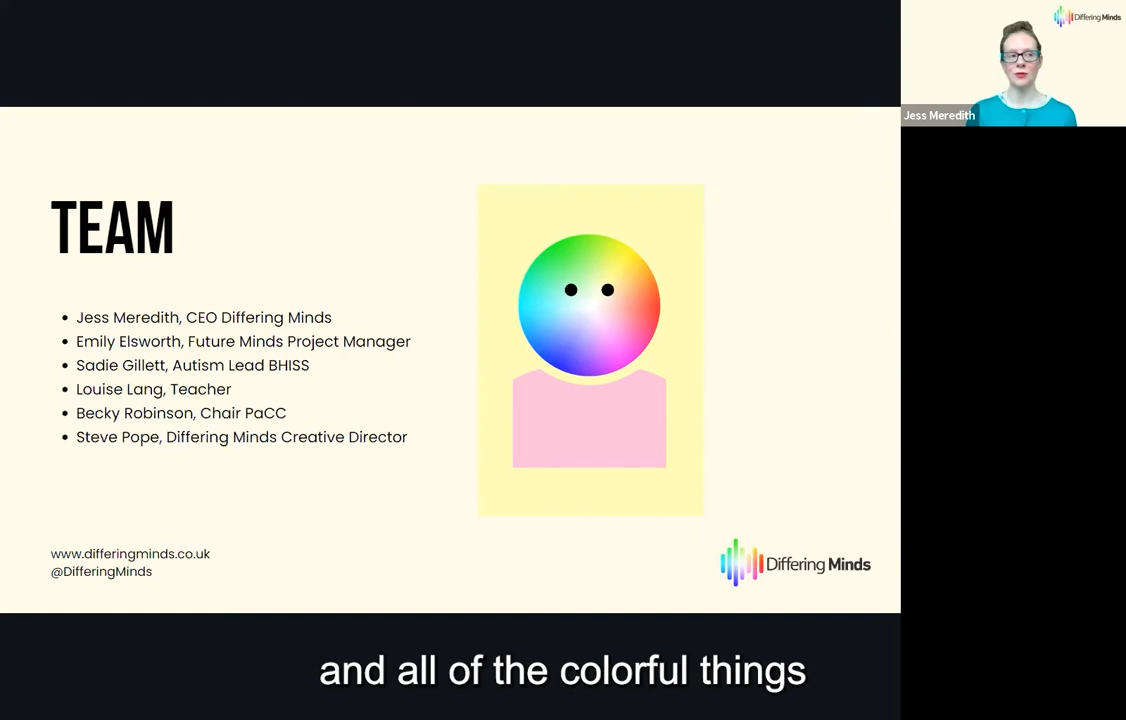 Differing Minds
Jess Meredith
TEAM
• Jess Meredith, CEO Differing Minds
• Emily Elsworth, Future Minds Project Manager
• Sadie Gillett, Autism Lead BHISS
• Louise Lang, Teacher
• Becky Robinson, Chair PaCC
• Steve Pope, Differing Minds Creative Director
www.differingminds.co.uk
@DifferingMinds
Differing Minds
and all of the colorful things